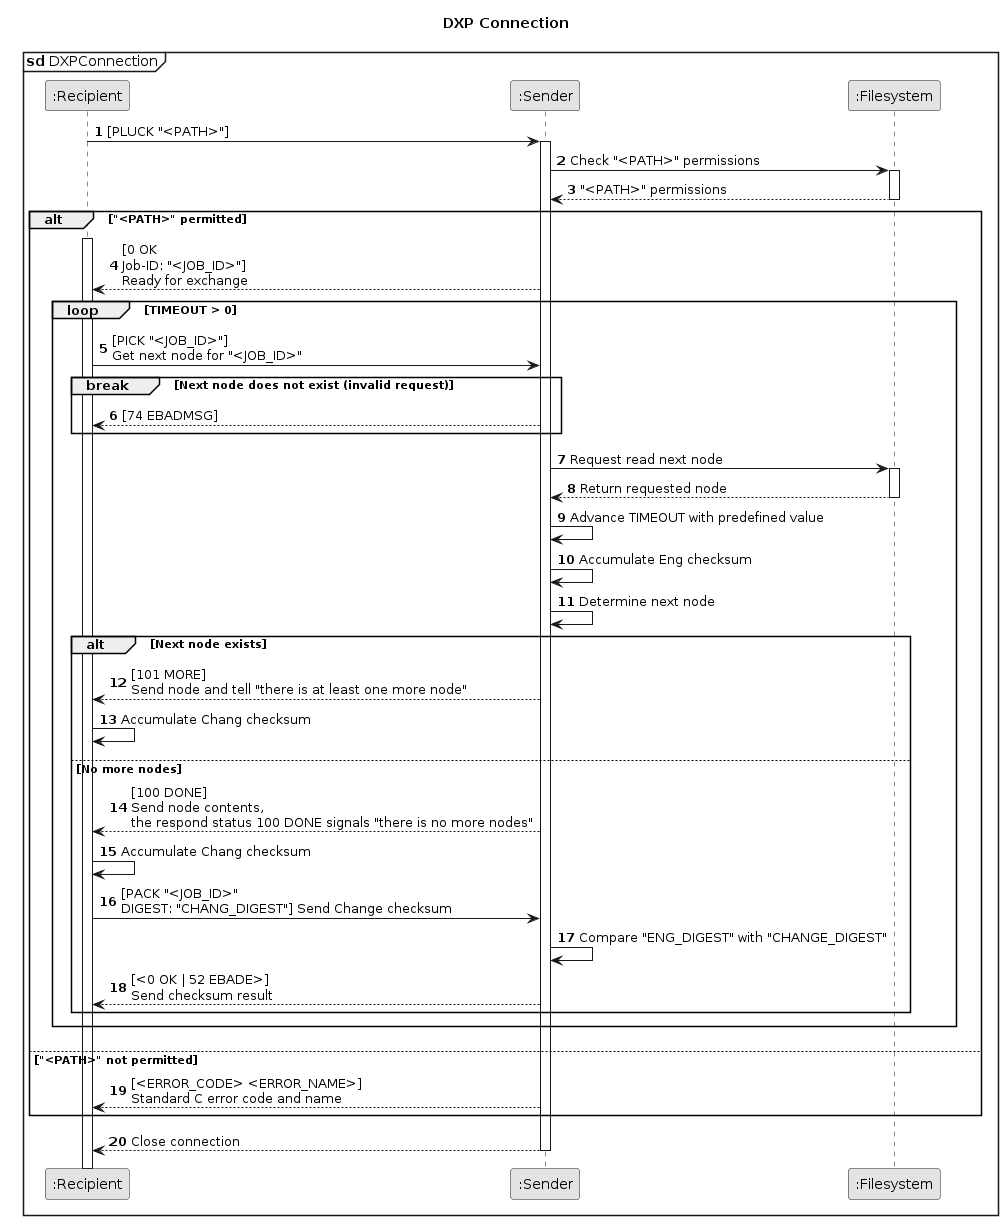 DXP Connection
sd DXPConnection
:Recipient
:Sender
:Filesystem
1 [PLUCK "<PATH>"]
2 Check "<PATH>" permissions
3 "<PATH>" permissions
alt ["<PATH>" permitted]
[0 OK
4 Job-ID: "<JOB_ID>"]
Ready for exchange
loop [TIMEOUT > 0]
5 [PICK "<JOB_ID>"]
Get next node for "<JOB_ID>"
break [Next node does not exist (invalid request)]
6 [74 EBADMSG]
7 Request read next node
8 Return requested node
9 Advance TIMEOUT with predefined value
10 Accumulate Eng checksum
11 Determine next node
alt [Next node exists]
12 [101 MORE]
Send node and tell "there is at least one more node"
13 Accumulate Chang checksum
[No more nodes]
[100 DONE]
14 Send node contents,
the respond status 100 DONE signals "there is no more nodes"
15 Accumulate Chang checksum
16 [PACK "<JOB_ID>"
DIGEST: "CHANG_DIGEST"] Send Change checksum
17 Compare "ENG_DIGEST" with "CHANGE_DIGEST"
18 [<0 OK | 52 EBADE>]
Send checksum result
["<PATH>" not permitted]
19 [<ERROR_CODE> <ERROR_NAME>]
Standard C error code and name
20 Close connection
:Recipient
:Sender
:Filesystem